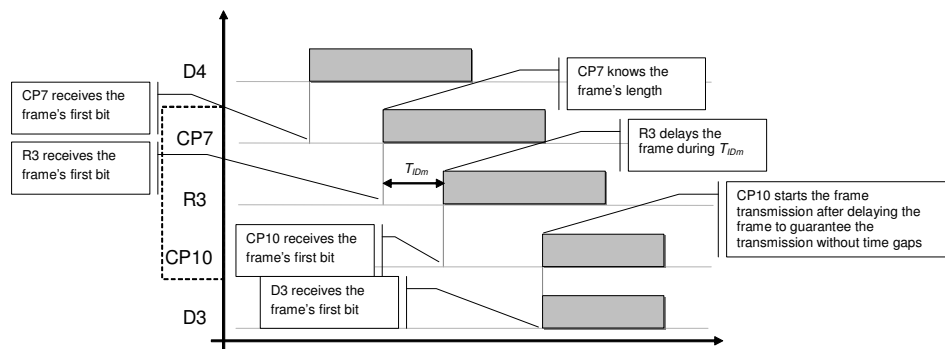 D4
CP7 receives the
frame's first bit
CP7 knows the
frame's length
CP7
R3 receives the
frame's first bit
T_IDm
R3 delays the
frame during T_IDm
R3
CP10 starts the frame
transmission after delaying the
frame to guarantee the
transmission without time gaps
CP10 receives the
frame's first bit
CP10
D3 receives the
frame's first bit
D3